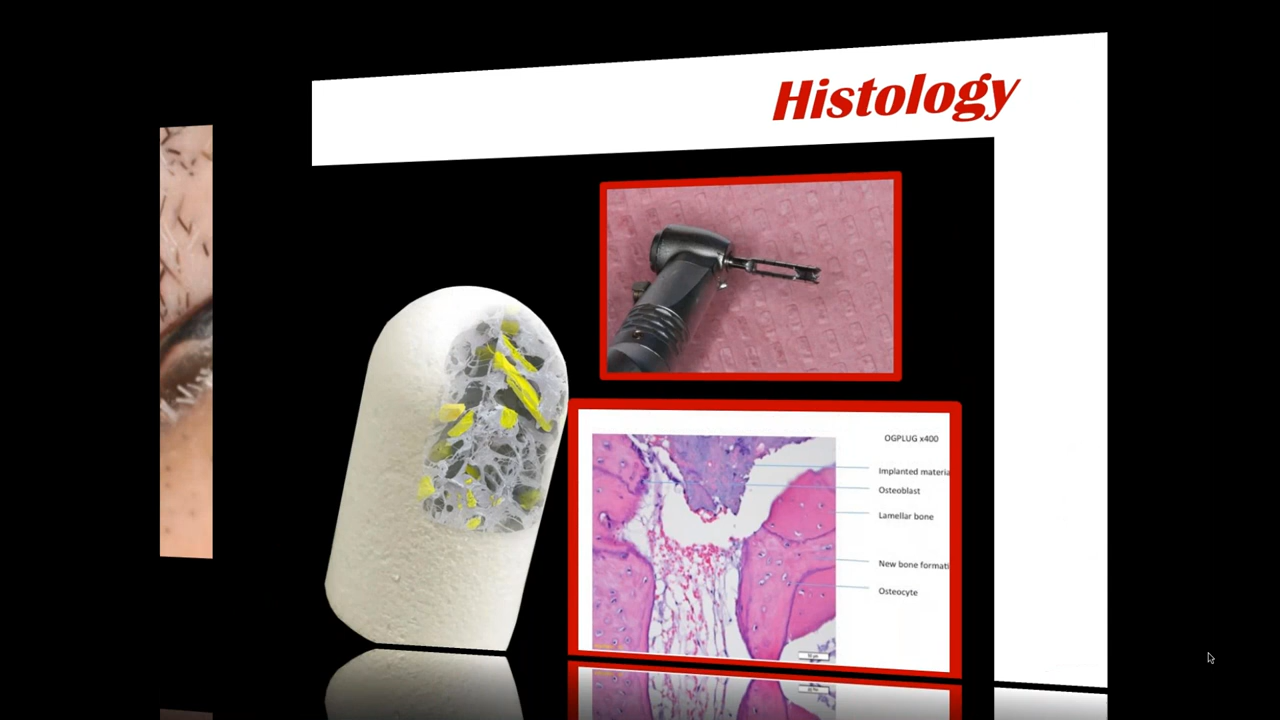 Histology
OGPLUG x400
Implanted materia
Osteoblast
Lamellar bone
New bone formati
Osteocyte